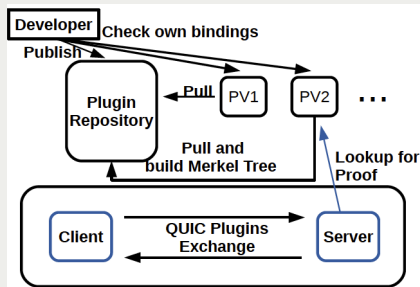 Developer
Check own bindings
Publish
Plugin
Repository
Pull
PV1
PV2
...
Pull and
build Merkel Tree
Lookup for
Proof
Client
QUIC Plugins
Exchange
Server